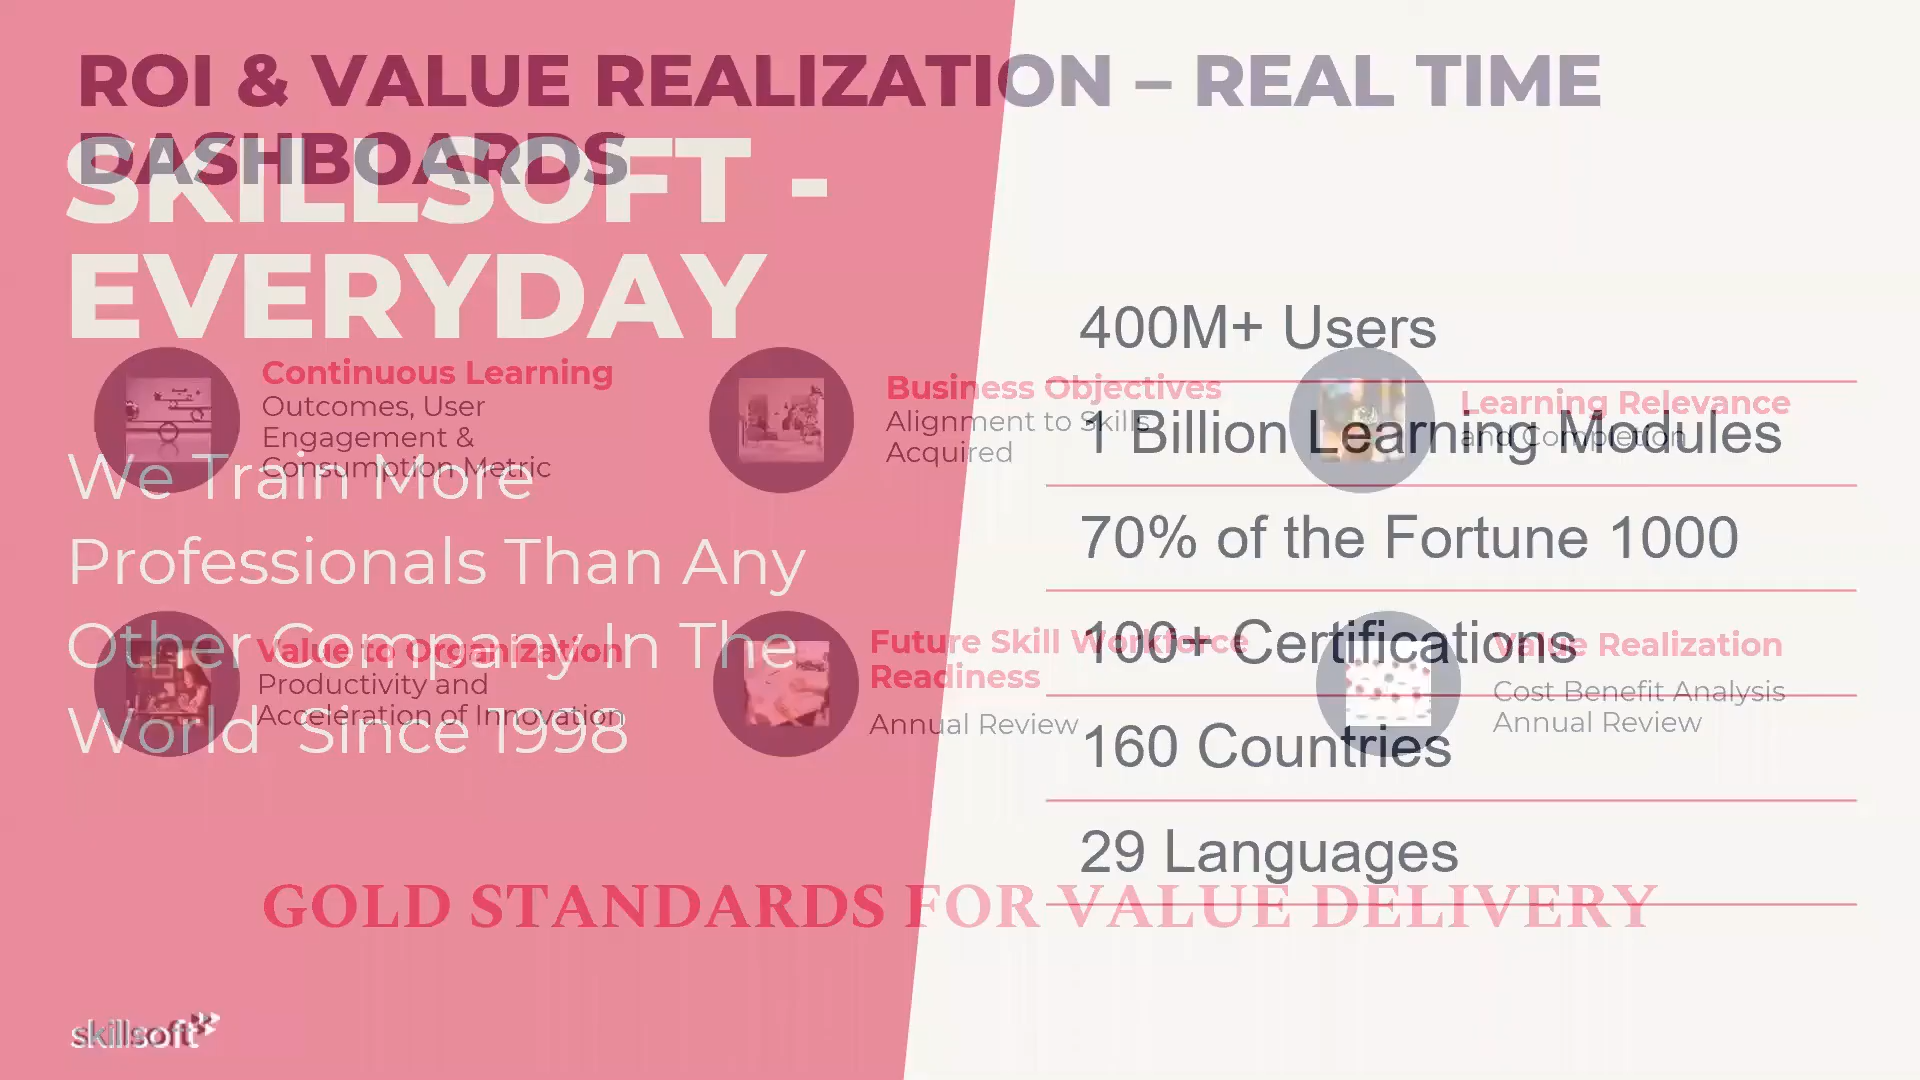 ROI & VALUE REALIZATION – REAL TIME
DASHBOARDS
SKILLSOFT -
EVERYDAY
We Train More
Professionals Than Any
Other Company In The
World Since 1998
400M+ Users
1 Billion Learning Modules
70% of the Fortune 1000
100+ Certifications
160 Countries
29 Languages
Continuous Learning
Outcomes, User
Engagement &
Consumption Metric
Business Objectives
Alignment to Skills
Acquired
Learning Relevance
and Completion
Value to Organization
Productivity and
Acceleration of Innovation
Future Skill Workforce
Readiness
Annual Review
Value Realization
Cost Benefit Analysis
Annual Review
GOLD STANDARDS FOR VALUE DELIVERY
skillsoft